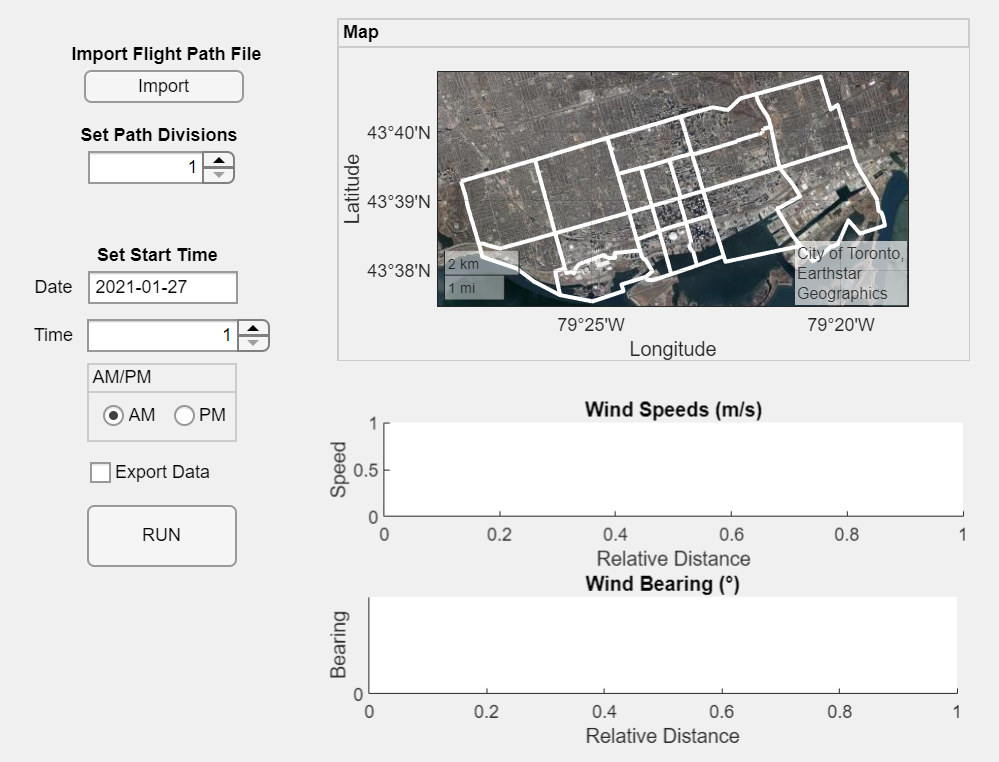 Import Flight Path File
Import
Set Path Divisions
1
Set Start Time
Date 2021-01-27
Time 1
AM/PM
AM PM
Export Data
RUN
Map
Latitude
43°40'N
43°39'N
43°38'N
2 km
1 mi
City of Toronto,
Earthstar
Geographics
79°25'W 79°20'W
Longitude
Wind Speeds (m/s)
Speed
1
0.5
0
0 0.2 0.4 0.6 0.8 1
Relative Distance
Wind Bearing (°)
Bearing
0
0 0.2 0.4 0.6 0.8 1
Relative Distance